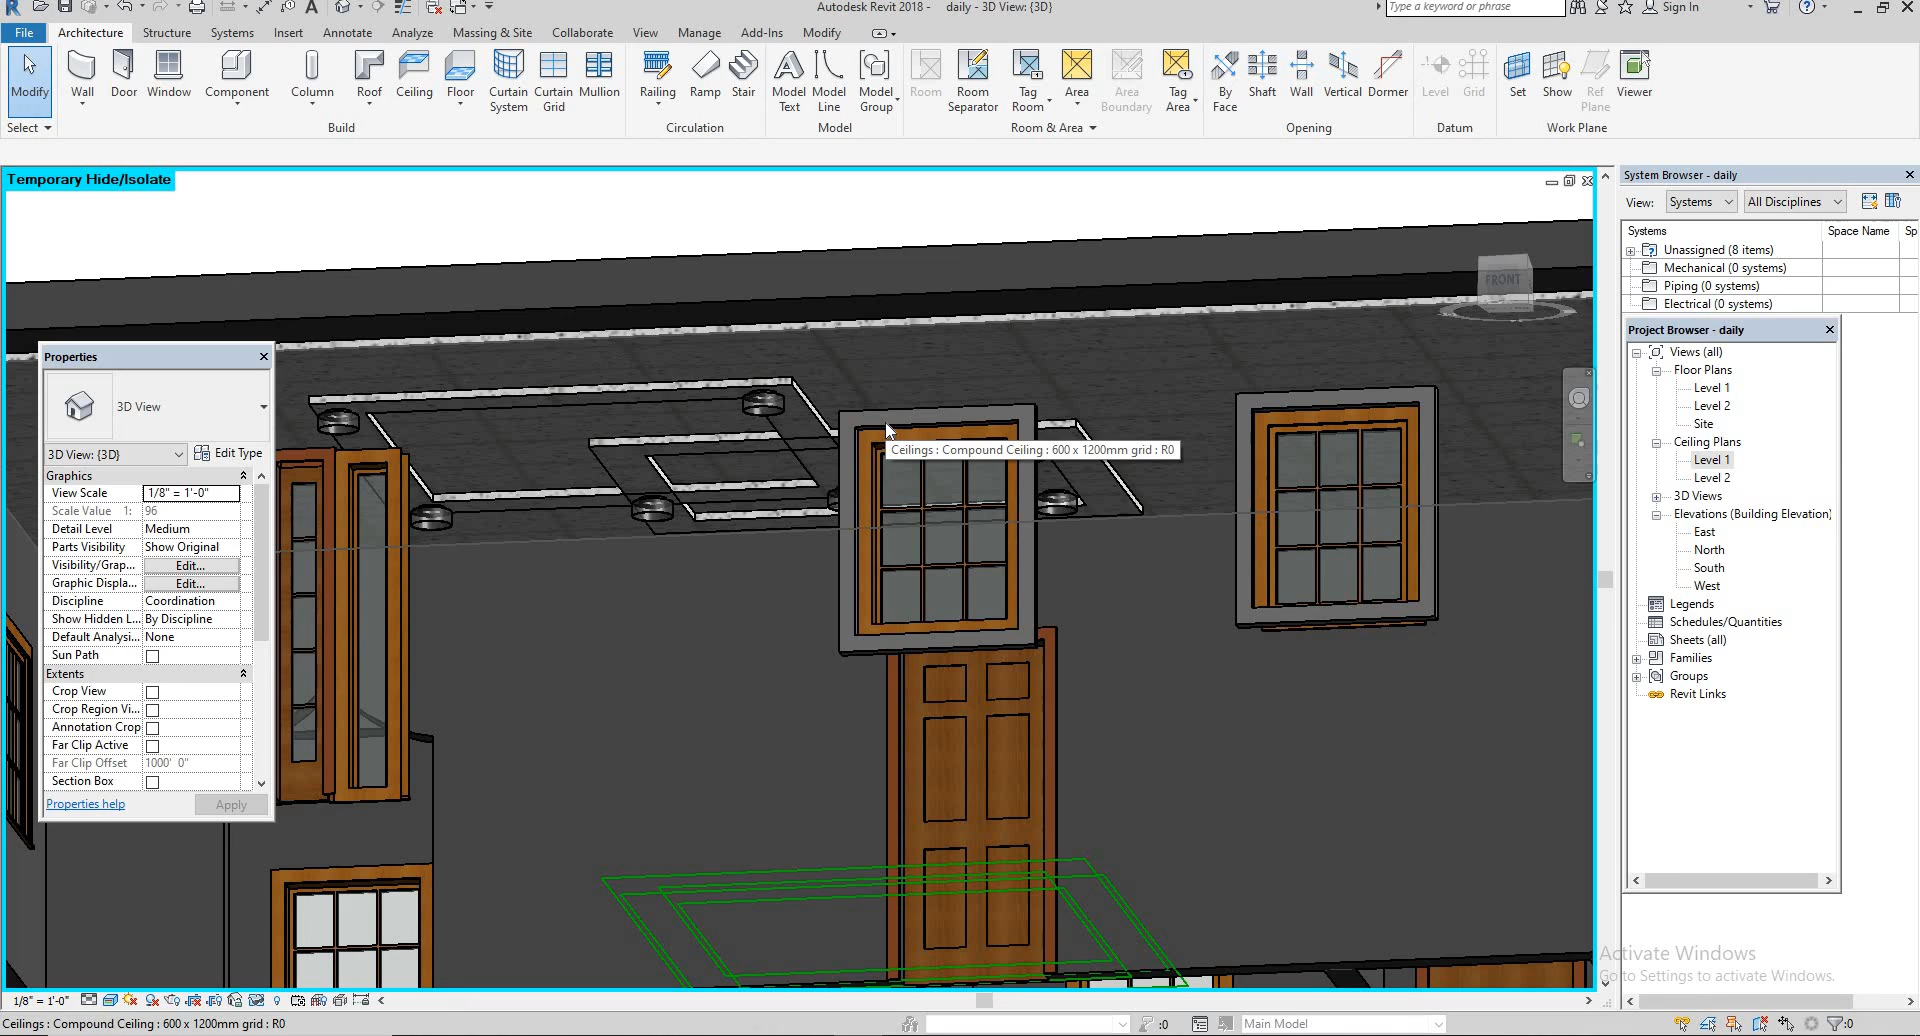 Autodesk Revit 2018 - daily - 3D View: {3D}
Type a keyword or phrase
Sign In
File Architecture Structure Systems Insert Annotate Analyze Massing & Site Collaborate View Manage Add-Ins Modify
Modify Wall Door Window Component Column Roof Ceiling Floor Curtain System Curtain Grid Mullion Railing Ramp Stair Model Text Model Line Model Group Room Room Separator Tag Room Area Area Boundary Tag Area By Face Shaft Wall Vertical Dormer Level Grid Set Show Ref Plane Viewer
Select Build Circulation Model Room & Area Opening Datum Work Plane
Temporary Hide/Isolate
FRONT
Ceilings : Compound Ceiling : 600 x 1200mm grid : R0
Properties
3D View
3D View: {3D} Edit Type
Graphics
View Scale 1/8" = 1'-0"
Scale Value 1: 96
Detail Level Medium
Parts Visibility Show Original
Visibility/Grap... Edit...
Graphic Displa... Edit...
Discipline Coordination
Show Hidden L... By Discipline
Default Analysi... None
Sun Path
Extents
Crop View
Crop Region Vi...
Annotation Crop
Far Clip Active
Far Clip Offset 1000' 0"
Section Box
Properties help Apply
System Browser - daily
View: Systems All Disciplines
Systems Space Name Sp
Unassigned (8 items)
Mechanical (0 systems)
Piping (0 systems)
Electrical (0 systems)
Project Browser - daily
Views (all)
Floor Plans
Level 1
Level 2
Site
Ceiling Plans
Level 1
Level 2
3D Views
Elevations (Building Elevation)
East
North
South
West
Legends
Schedules/Quantities
Sheets (all)
Families
Groups
Revit Links
Activate Windows
Go to Settings to activate Windows.
1/8" = 1'-0"
Ceilings : Compound Ceiling : 600 x 1200mm grid : R0
:0
Main Model
:0